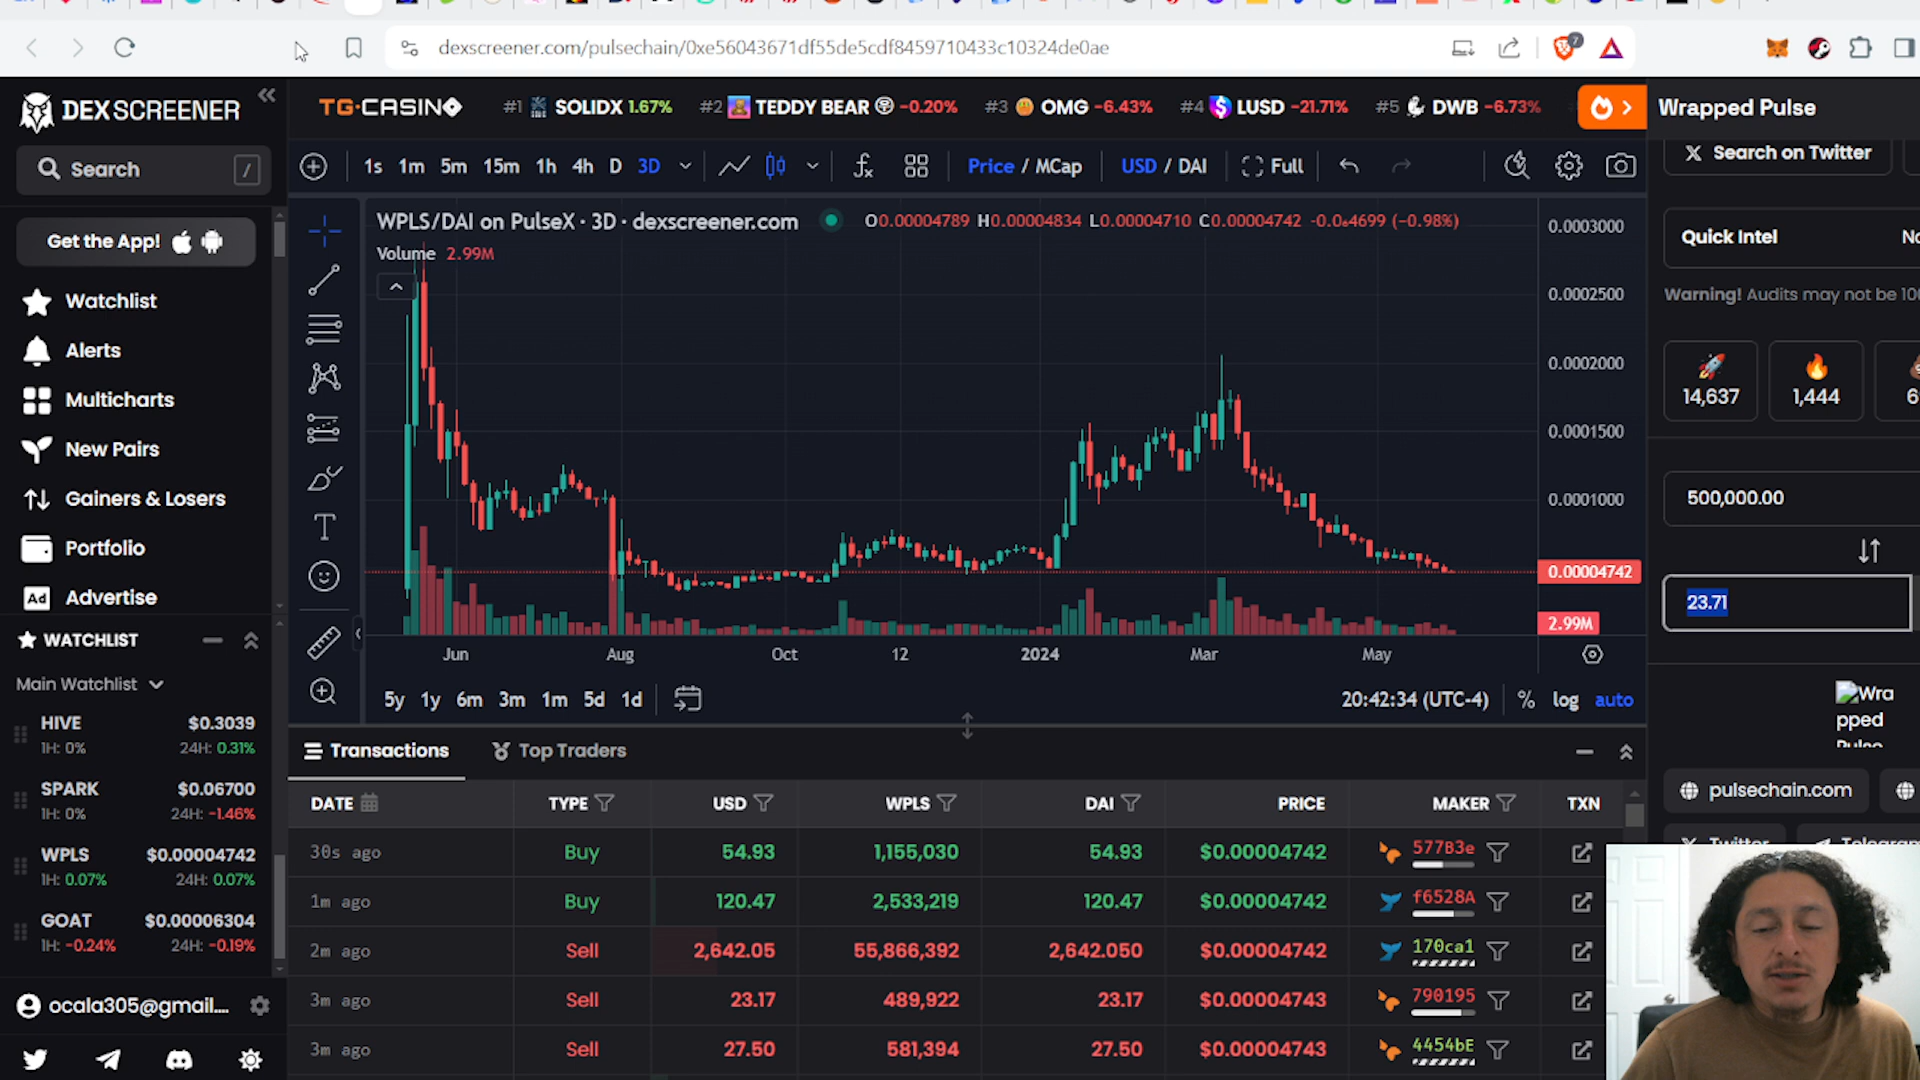 dexscreener.com/pulsechain/0xe56043671df55de5cdf8459710433c10324de0ae
7
DEXSCREENER
TG·CASINO
#1 SOLIDX 1.67%
#2 TEDDY BEAR -0.20%
#3 OMG -6.43%
#4 LUSD -21.71%
#5 DWB -6.73%
Wrapped Pulse
Search /
1s 1m 5m 15m 1h 4h D 3D
Price / MCap
USD / DAI
Full
Search on Twitter
Get the App!
WPLS/DAI on PulseX · 3D · dexscreener.com
O0.00004789 H0.00004834 L0.00004710 C0.00004742 -0.0₅4699 (−0.98%)
Volume 2.99M
0.0003000
0.0002500
0.0002000
0.0001500
0.0001000
0.00004742
2.99M
Quick Intel
Warning! Audits may not be 100
14,637
1,444
500,000.00
23.71
Watchlist
Alerts
Multicharts
New Pairs
Gainers & Losers
Portfolio
Ad Advertise
Jun Aug Oct 12 2024 Mar May
5y 1y 6m 3m 1m 5d 1d
20:42:34 (UTC-4) % log auto
WATCHLIST
Main Watchlist
HIVE $0.3039
1H: 0% 24H: 0.31%
SPARK $0.06700
1H: 0% 24H: -1.46%
WPLS $0.00004742
1H: 0.07% 24H: 0.07%
GOAT $0.00006304
1H: -0.24% 24H: -0.19%
ocala305@gmail....
Transactions Top Traders
DATE TYPE USD WPLS DAI PRICE MAKER TXN
30s ago Buy 54.93 1,155,030 54.93 $0.00004742 577B3e
1m ago Buy 120.47 2,533,219 120.47 $0.00004742 f6528A
2m ago Sell 2,642.05 55,866,392 2,642.050 $0.00004742 170ca1
3m ago Sell 23.17 489,922 23.17 $0.00004743 790195
3m ago Sell 27.50 581,394 27.50 $0.00004743 4454bE
Wra
pped
Pulse
pulsechain.com
Twitter
Telegram